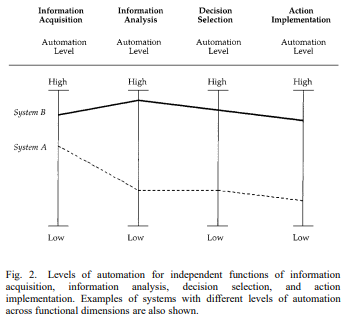 Information Information Decision Action
Acquisition Analysis Selection Implementation
Automation Automation Automation Automation
Level Level Level Level
High High High High
System B
System A
Low Low Low Low
Fig. 2. Levels of automation for independent functions of information
acquisition, information analysis, decision selection, and action
implementation. Examples of systems with different levels of automation
across functional dimensions are also shown.